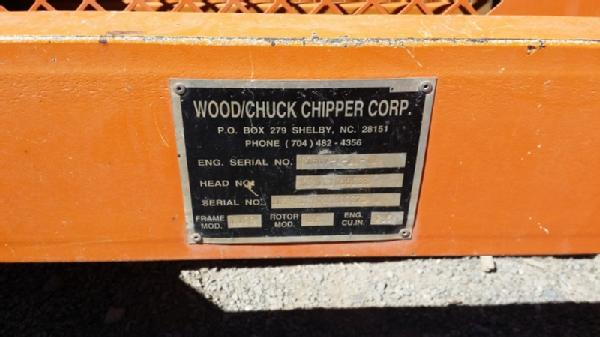 WOOD/CHUCK CHIPPER CORP.
P.O. BOX 279 SHELBY, NC. 28151
PHONE (704) 482-4356
ENG. SERIAL NO.
HEAD NO.
SERIAL NO.
FRAME MOD. ROTOR MOD. ENG. CU.IN.